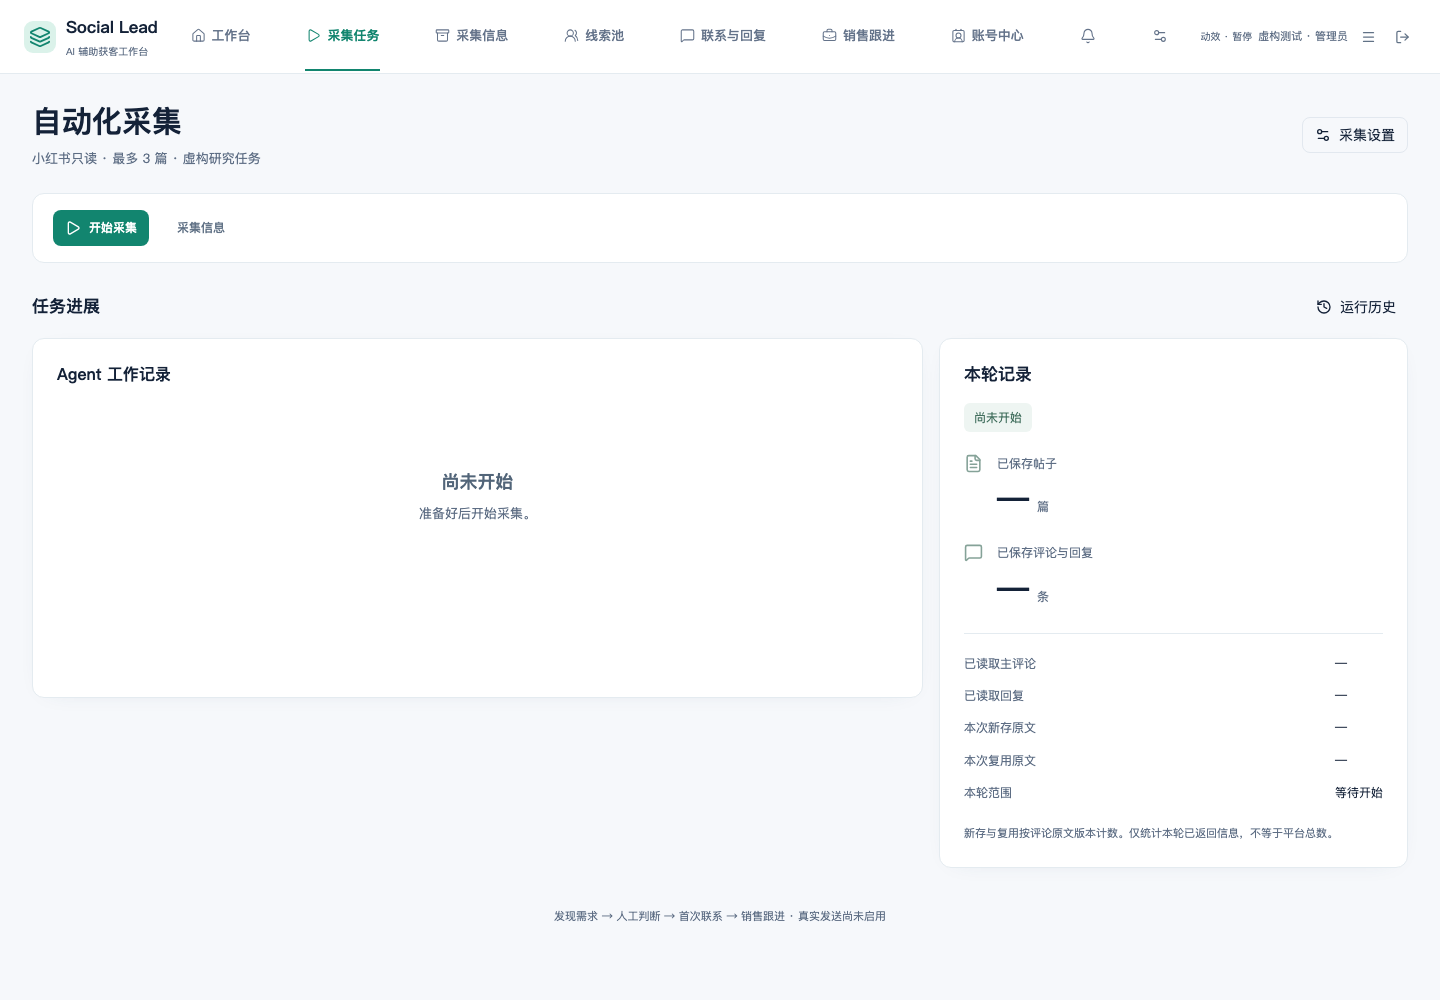 Social Lead
AI 辅助获客工作台
工作台
采集任务
采集信息
线索池
联系与回复
销售跟进
账号中心
动效 · 暂停
虚构测试 · 管理员
自动化采集
小红书只读 · 最多 3 篇 · 虚构研究任务
采集设置
开始采集
采集信息
任务进展
运行历史
Agent 工作记录
尚未开始
准备好后开始采集。
本轮记录
尚未开始
已保存帖子
— 篇
已保存评论与回复
— 条
已读取主评论 —
已读取回复 —
本次新存原文 —
本次复用原文 —
本轮范围 等待开始
新存与复用按评论原文版本计数。仅统计本轮已返回信息，不等于平台总数。
发现需求 → 人工判断 → 首次联系 → 销售跟进 · 真实发送尚未启用